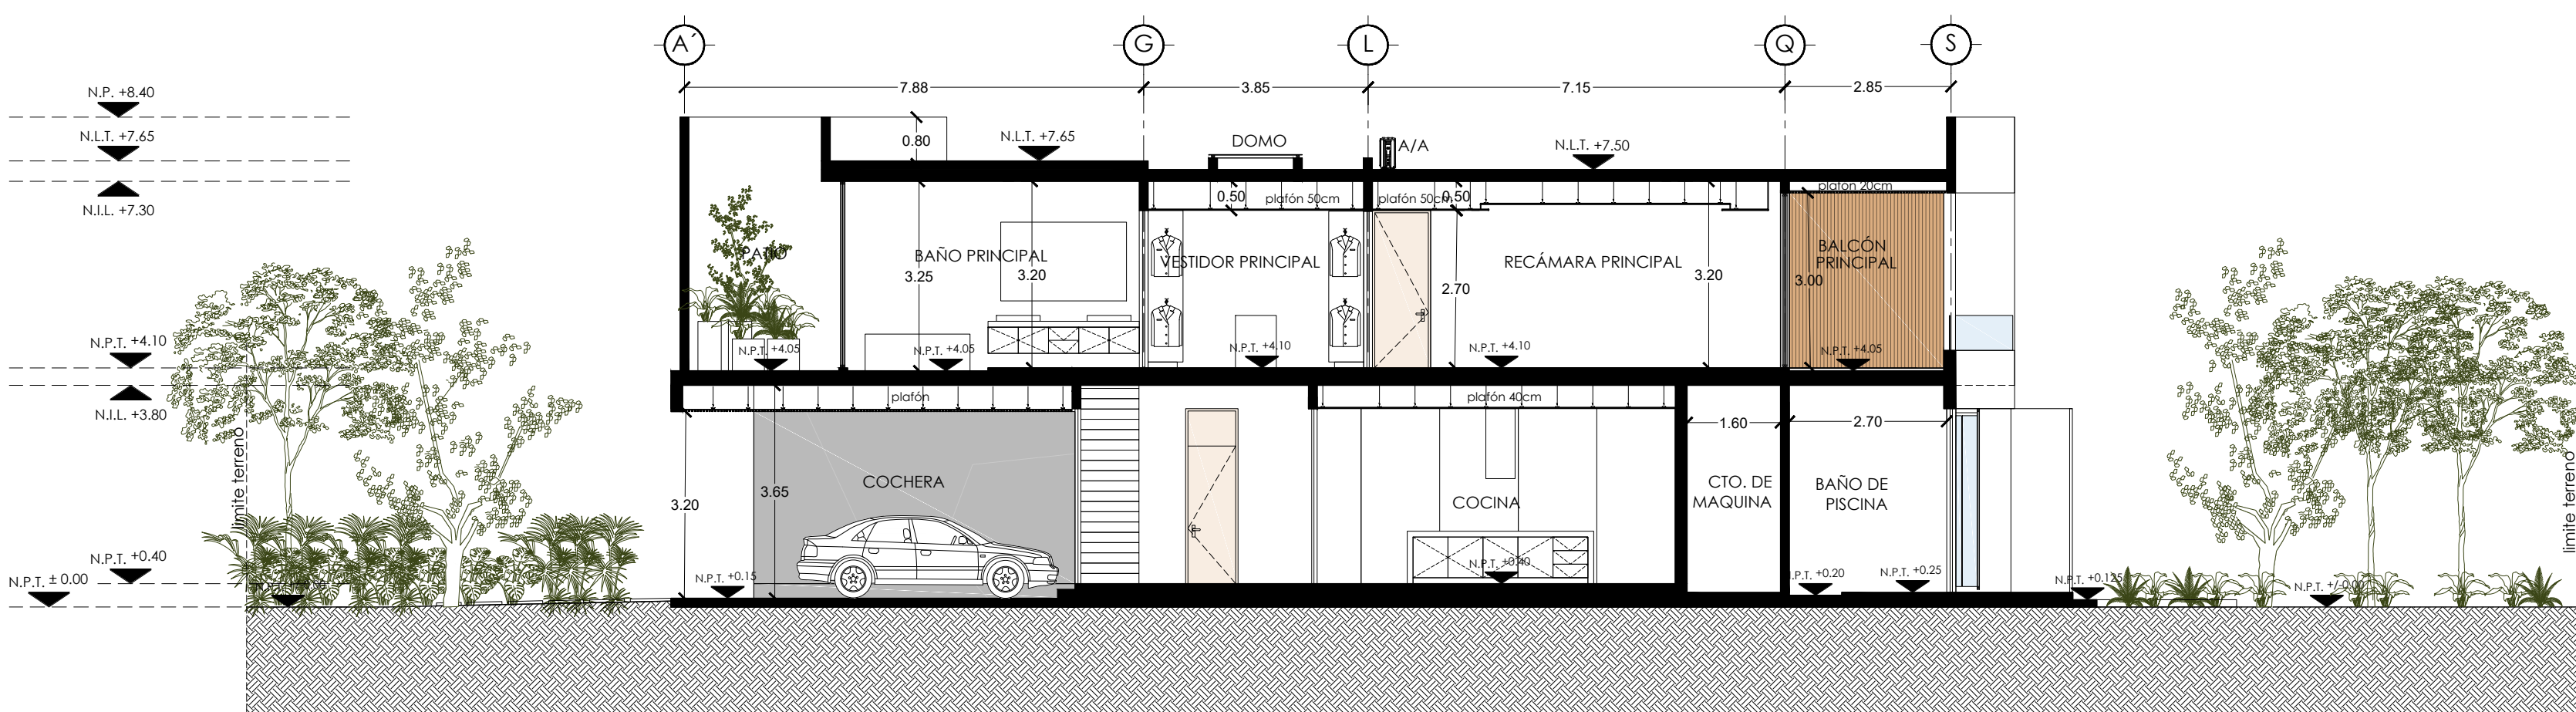 A´ G L Q S
7.88 3.85 7.15 2.85
N.P. +8.40
N.L.T. +7.65
N.I.L. +7.30
0.80
N.L.T. +7.65
DOMO
A/A
N.L.T. +7.50
0.50
plafón 50cm
plafón 50cm
0.50
plafón 20cm
PATIO
BAÑO PRINCIPAL
3.25
3.20
VESTIDOR PRINCIPAL
2.70
RECÁMARA PRINCIPAL
3.20
BALCÓN
PRINCIPAL
3.00
N.P.T. +4.10
N.P.T. +4.05
N.P.T. +4.05
N.P.T. +4.10
N.P.T. +4.10
N.P.T. +4.05
N.I.L. +3.80
plafón
plafón 40cm
1.60
2.70
limite terreno
3.20
3.65
COCHERA
COCINA
CTO. DE
MAQUINA
BAÑO DE
PISCINA
limite terreno
N.P.T. +0.40
N.P.T. ± 0.00
N.P.T. +0.15
N.P.T. +0.40
.P.T. +0.20
N.P.T. +0.25
N.P.T. +0.125
N.P.T. +/-0.00